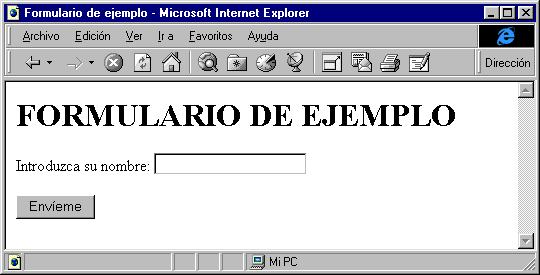 Formulario de ejemplo - Microsoft Internet Explorer
Archivo Edición Ver Ir a Favoritos Ayuda
Dirección
FORMULARIO DE EJEMPLO
Introduzca su nombre:
Envíeme
Mi PC